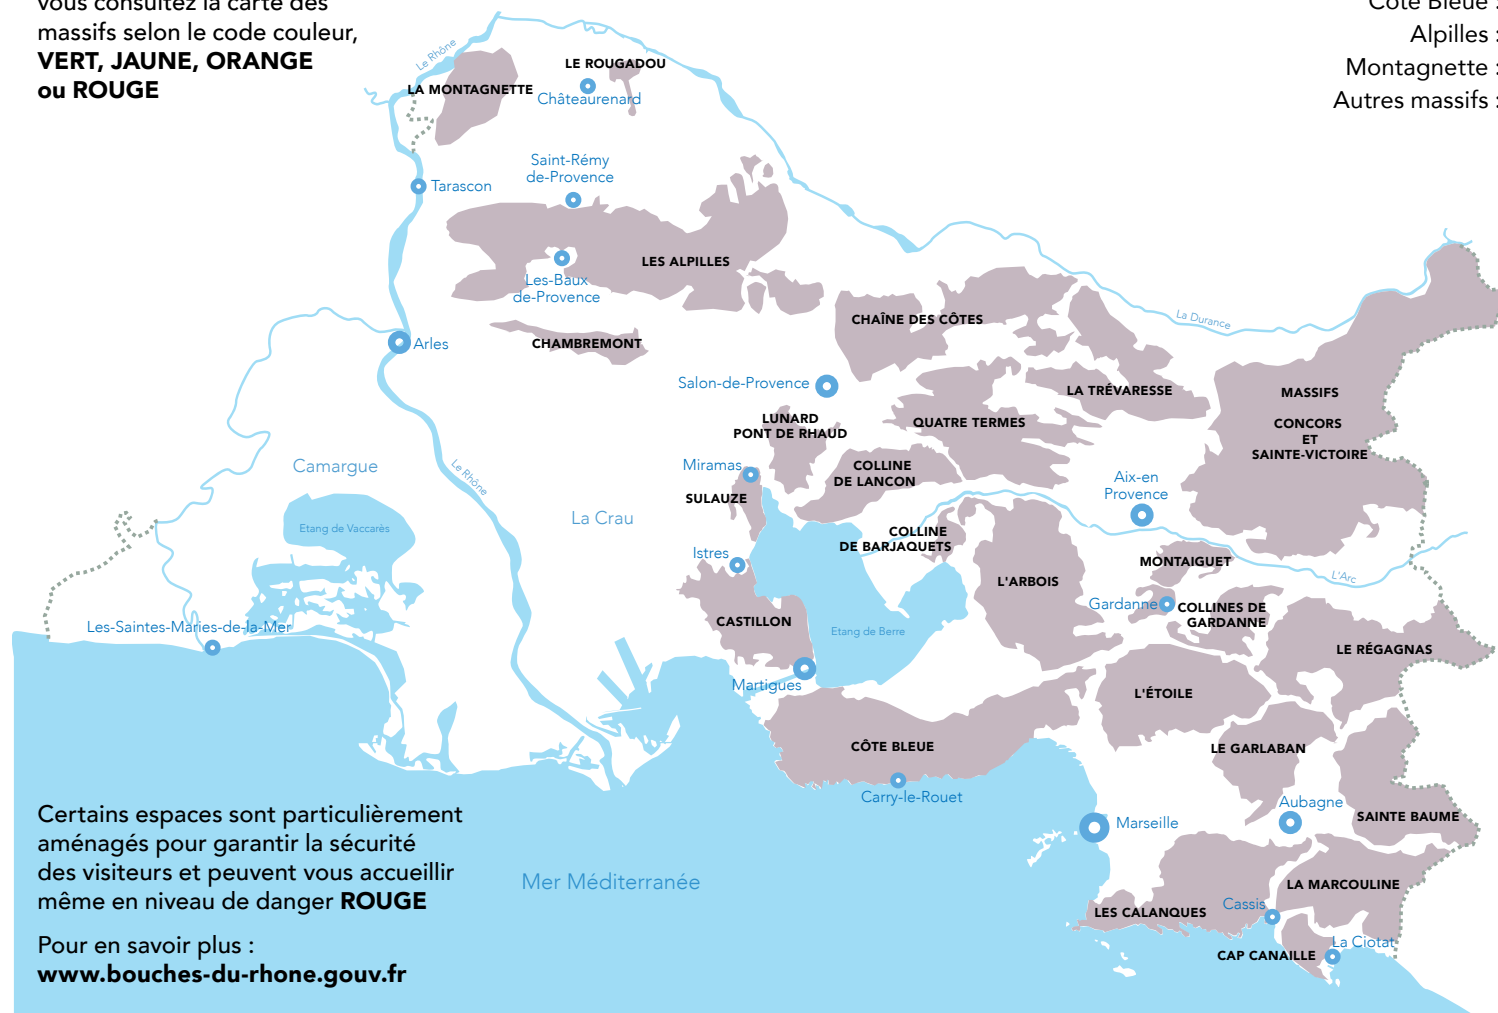 vous consultez la carte des
massifs selon le code couleur,
VERT, JAUNE, ORANGE
ou ROUGE
Côte Bleue :
Alpilles :
Montagnette :
Autres massifs :
Le Rhône
LA MONTAGNETTE
LE ROUGADOU
Châteaurenard
Saint-Rémy
de-Provence
Tarascon
LES ALPILLES
Les-Baux
de-Provence
CHAMBREMONT
Arles
CHAÎNE DES CÔTES
La Durance
Salon-de-Provence
LA TRÉVARESSE
MASSIFS
CONCORS
ET
SAINTE-VICTOIRE
LUNARD
PONT DE RHAUD
QUATRE TERMES
Camargue
Le Rhône
Miramas
COLLINE
DE LANCON
Aix-en
Provence
SULAUZE
La Crau
Etang de Vaccarès
COLLINE
DE BARJAQUETS
Istres
L'ARBOIS
MONTAIGUET
L'Arc
Gardanne
COLLINES DE
GARDANNE
Les-Saintes-Maries-de-la-Mer
CASTILLON
Etang de Berre
LE RÉGAGNAS
Martigues
L'ÉTOILE
CÔTE BLEUE
LE GARLABAN
Carry-le-Rouet
Aubagne
Marseille
SAINTE BAUME
Certains espaces sont particulièrement
aménagés pour garantir la sécurité
des visiteurs et peuvent vous accueillir
même en niveau de danger ROUGE
Mer Méditerranée
LA MARCOULINE
LES CALANQUES
Cassis
La Ciotat
CAP CANAILLE
Pour en savoir plus :
www.bouches-du-rhone.gouv.fr